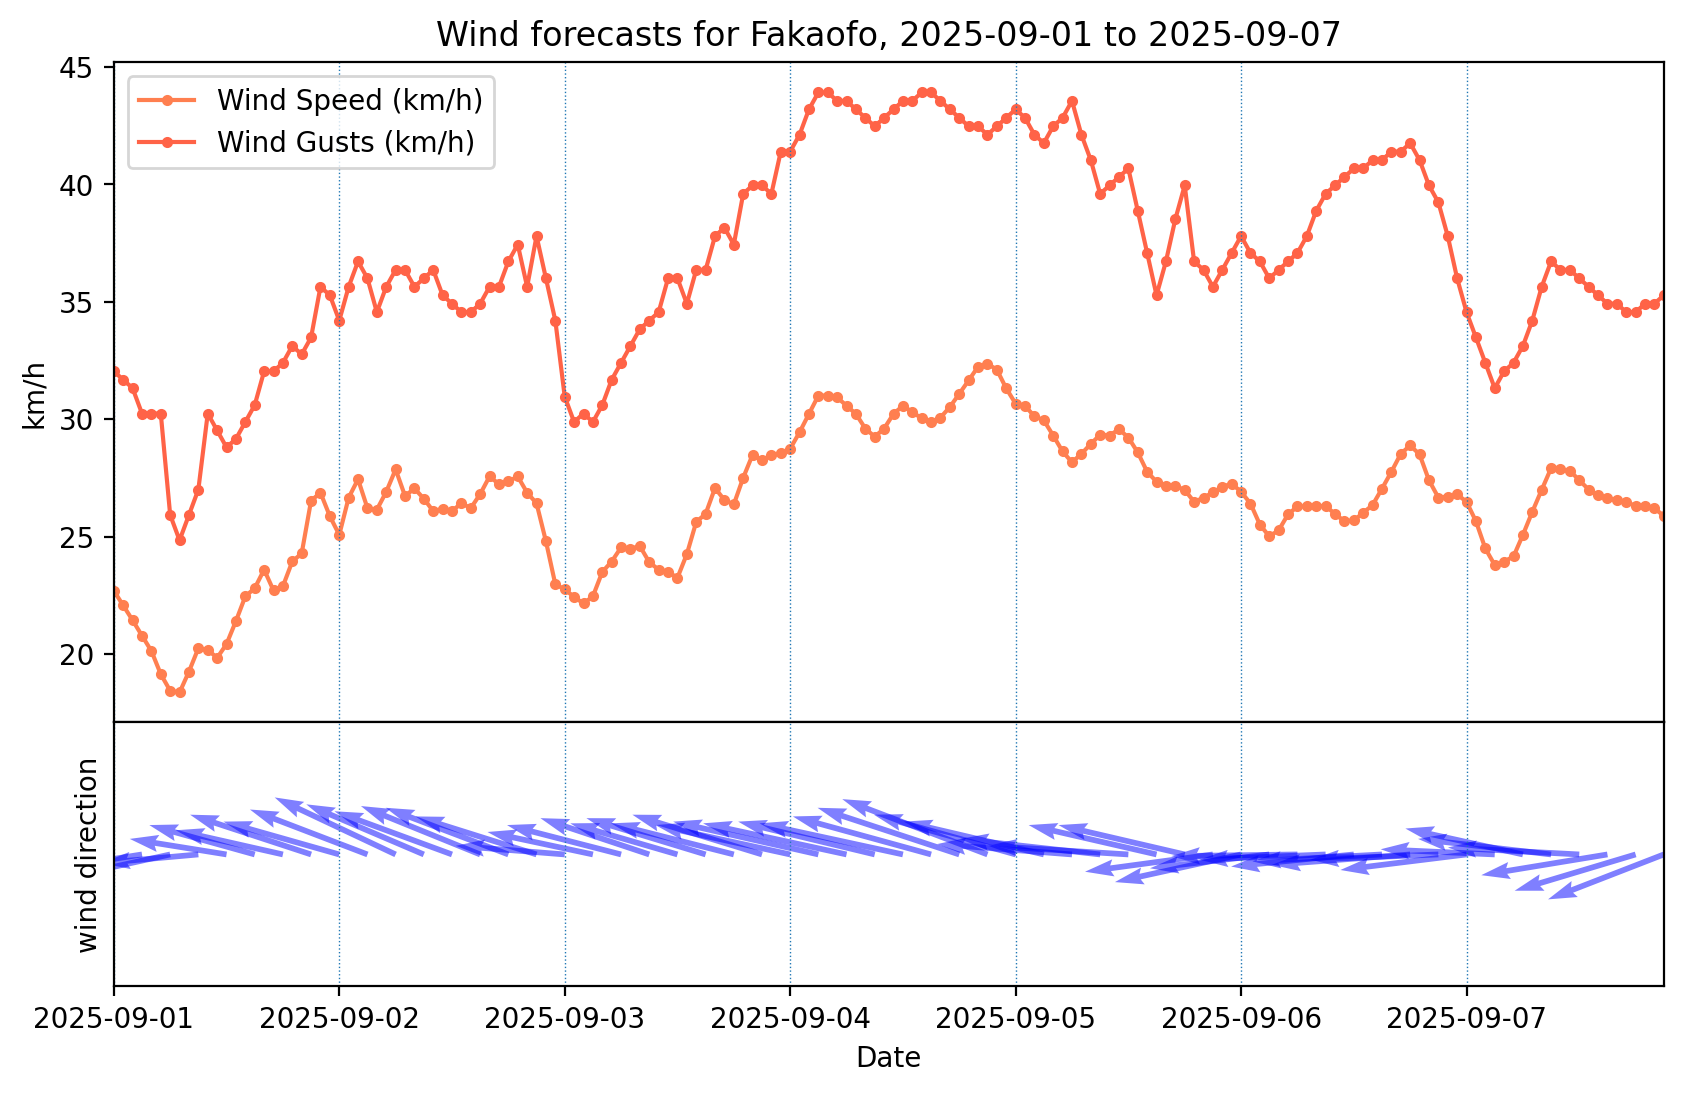 Wind forecasts for Fakaofo, 2025-09-01 to 2025-09-07
45
40
35
30
25
20
km/h
Wind Speed (km/h)
Wind Gusts (km/h)
wind direction
2025-09-01 2025-09-02 2025-09-03 2025-09-04 2025-09-05 2025-09-06 2025-09-07
Date